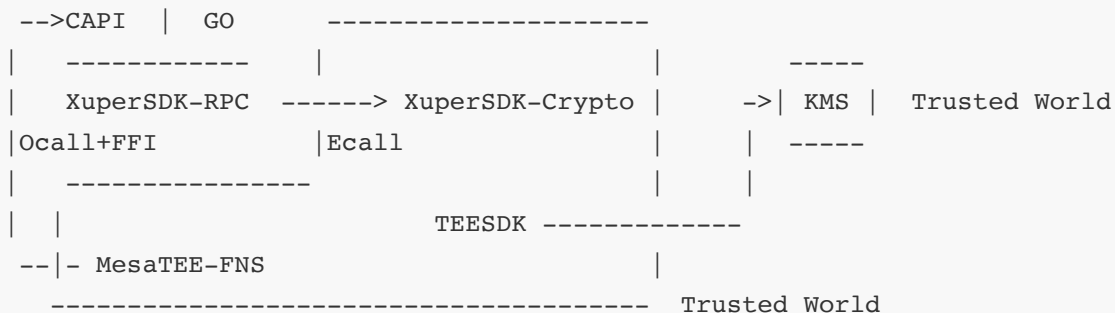 -->CAPI | GO ---------------------
| ------------ | | -----
| XuperSDK-RPC ------> XuperSDK-Crypto | ->| KMS | Trusted World
|Ocall+FFI |Ecall | | -----
| ---------------- | |
| | TEESDK -------------
--|- MesaTEE-FNS |
--------------------------------------- Trusted World